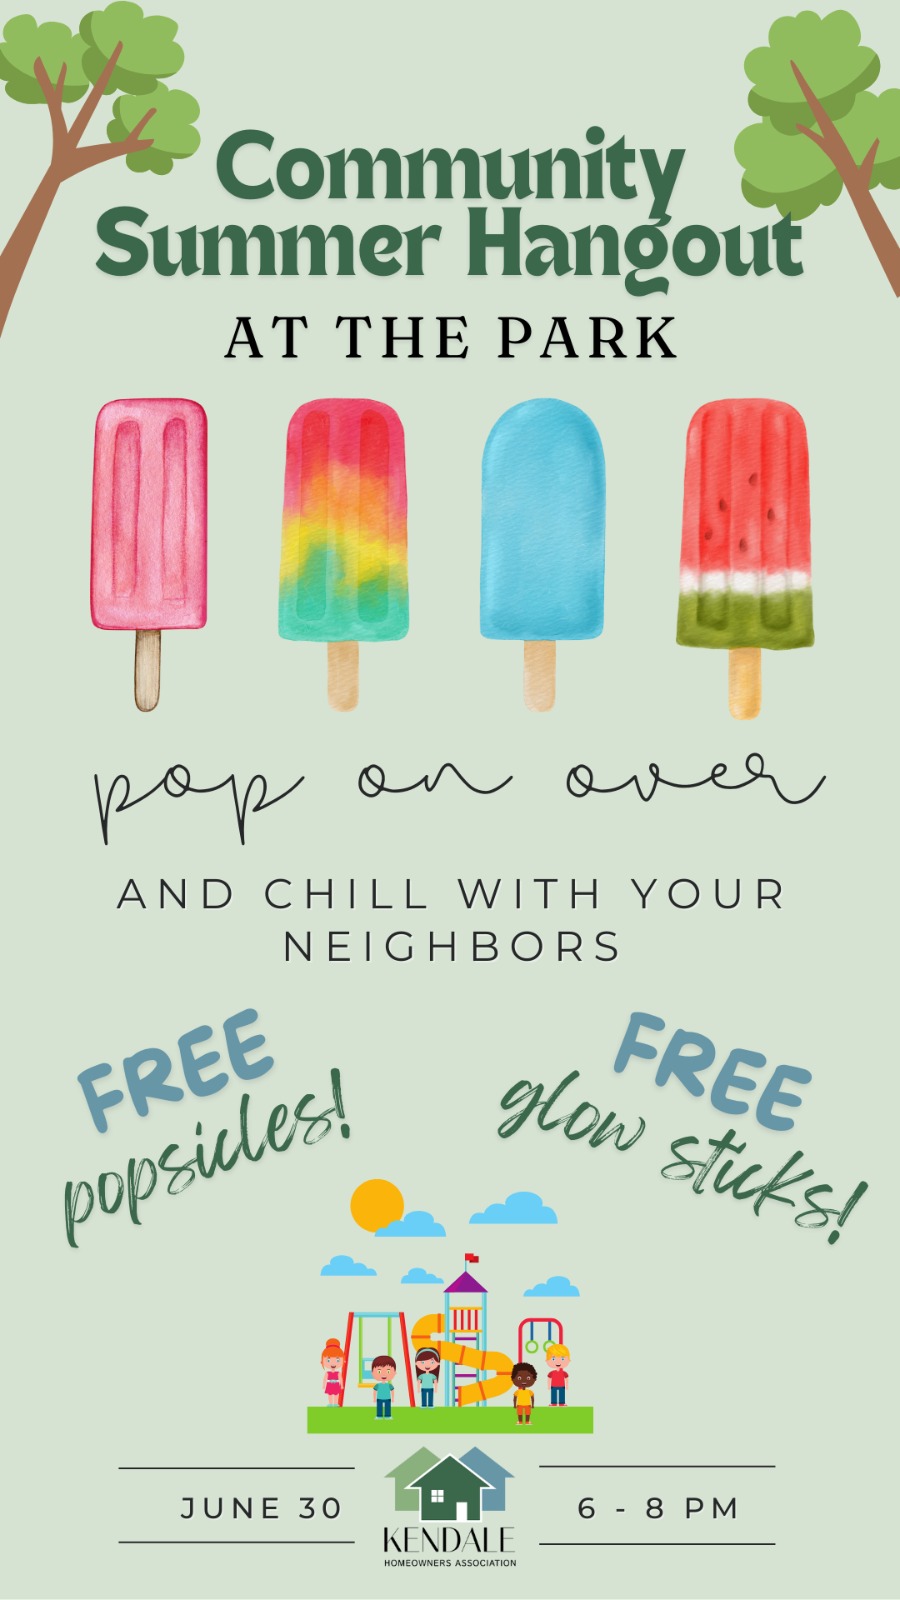 Community
Summer Hangout
AT THE PARK
pop on over
AND CHILL WITH YOUR
NEIGHBORS
FREE
popsicles!
FREE
glow sticks!
JUNE 30
KENDALE
HOMEOWNERS ASSOCIATION
6 - 8 PM